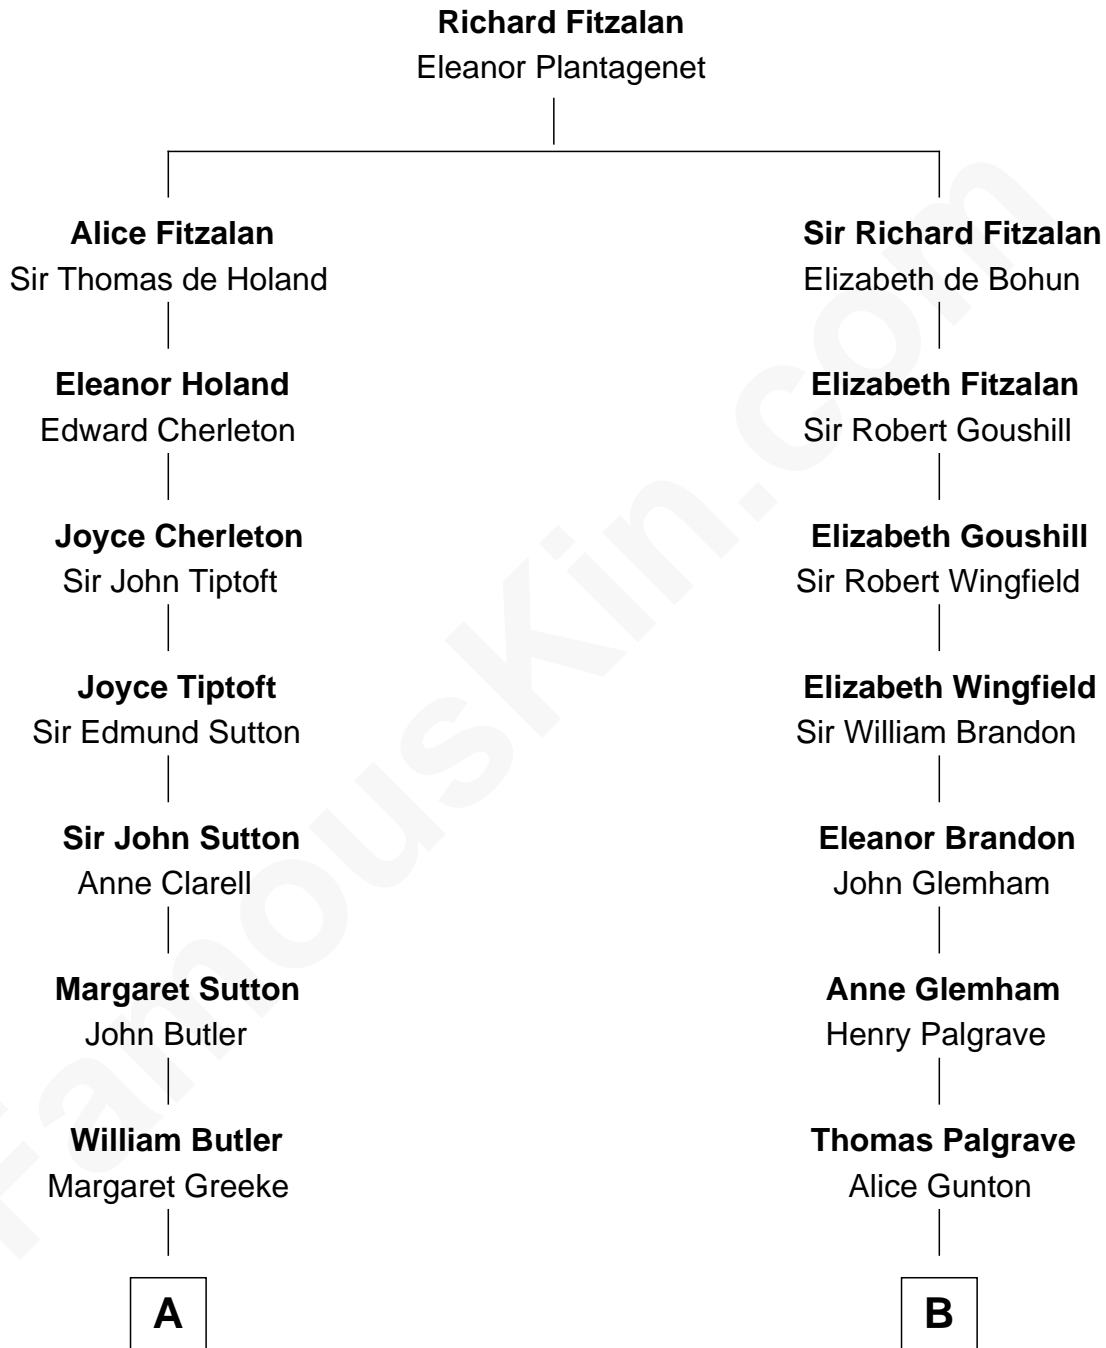 Richard Fitzalan
Eleanor Plantagenet
Alice Fitzalan
Sir Thomas de Holand
Sir Richard Fitzalan
Elizabeth de Bohun
Eleanor Holand
Edward Cherleton
Elizabeth Fitzalan
Sir Robert Goushill
Joyce Cherleton
Sir John Tiptoft
Elizabeth Goushill
Sir Robert Wingfield
Joyce Tiptoft
Sir Edmund Sutton
Elizabeth Wingfield
Sir William Brandon
Sir John Sutton
Anne Clarell
Eleanor Brandon
John Glemham
Margaret Sutton
John Butler
Anne Glemham
Henry Palgrave
William Butler
Margaret Greeke
Thomas Palgrave
Alice Gunton
A
B
FamousKin.com